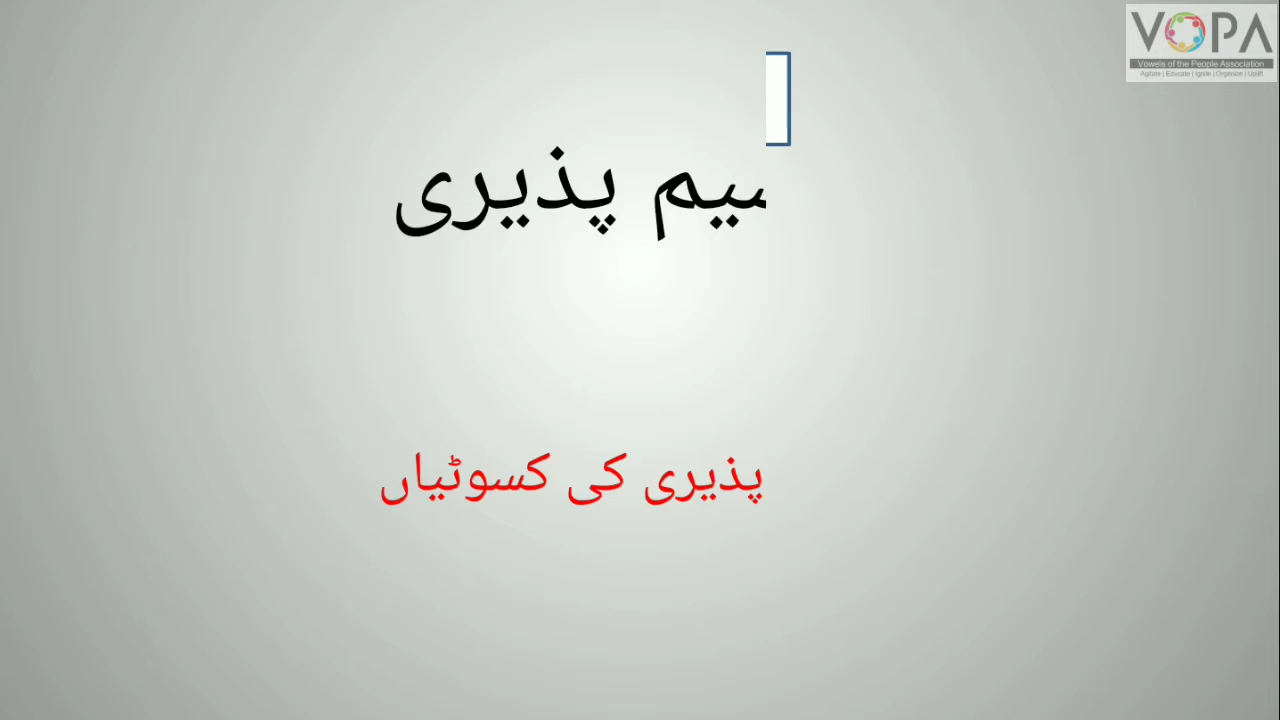 VOPA
Vowels of the People Association
Agitate | Educate | Ignite | Organize | Uplift
پذیری
پذیری کی کسوٹیاں